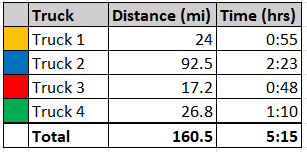 Truck Distance (mi) Time (hrs)
Truck 1 24 0:55
Truck 2 92.5 2:23
Truck 3 17.2 0:48
Truck 4 26.8 1:10
Total 160.5 5:15